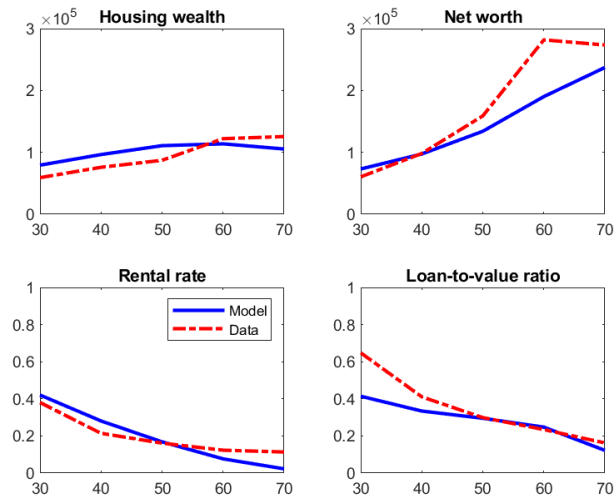 Housing wealth
×10^5
3
2
1
0
30 40 50 60 70
Net worth
×10^5
3
2
1
0
30 40 50 60 70
Rental rate
1
0.8
0.6
0.4
0.2
0
30 40 50 60 70
Model
Data
Loan-to-value ratio
1
0.8
0.6
0.4
0.2
0
30 40 50 60 70